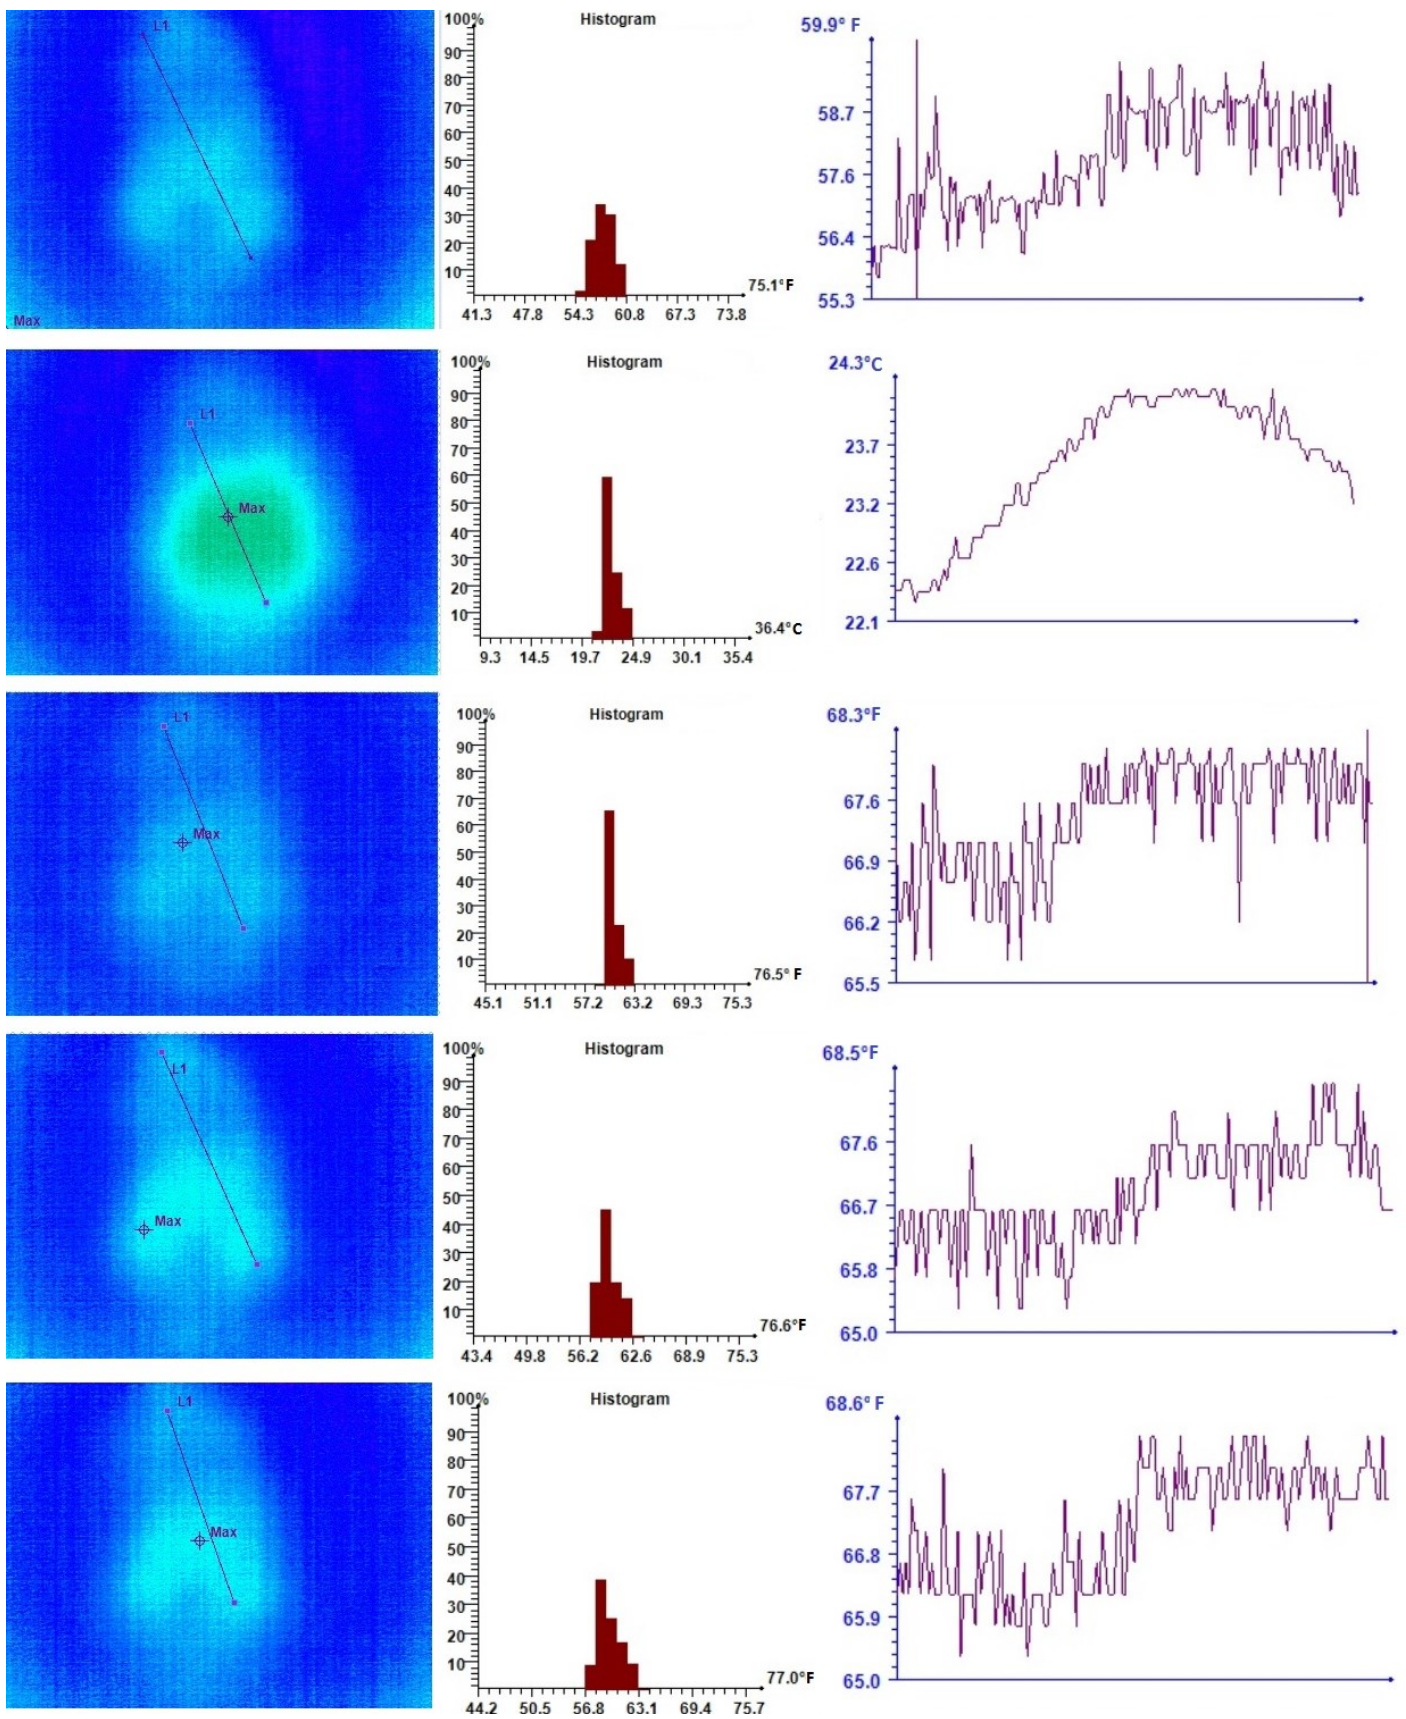 L1
Max
100% Histogram
90
80
70
60
50
40
30
20
10
75.1°F
41.3 47.8 54.3 60.8 67.3 73.8
59.9° F
58.7
57.6
56.4
55.3
L1
Max
100% Histogram
90
80
70
60
50
40
30
20
10
36.4°C
9.3 14.5 19.7 24.9 30.1 35.4
24.3°C
23.7
23.2
22.6
22.1
L1
Max
100% Histogram
90
80
70
60
50
40
30
20
10
76.5° F
45.1 51.1 57.2 63.2 69.3 75.3
68.3°F
67.6
66.9
66.2
65.5
L1
Max
100% Histogram
90
80
70
60
50
40
30
20
10
76.6°F
43.4 49.8 56.2 62.6 68.9 75.3
68.5°F
67.6
66.7
65.8
65.0
L1
Max
100% Histogram
90
80
70
60
50
40
30
20
10
77.0°F
44.2 50.5 56.8 63.1 69.4 75.7
68.6° F
67.7
66.8
65.9
65.0